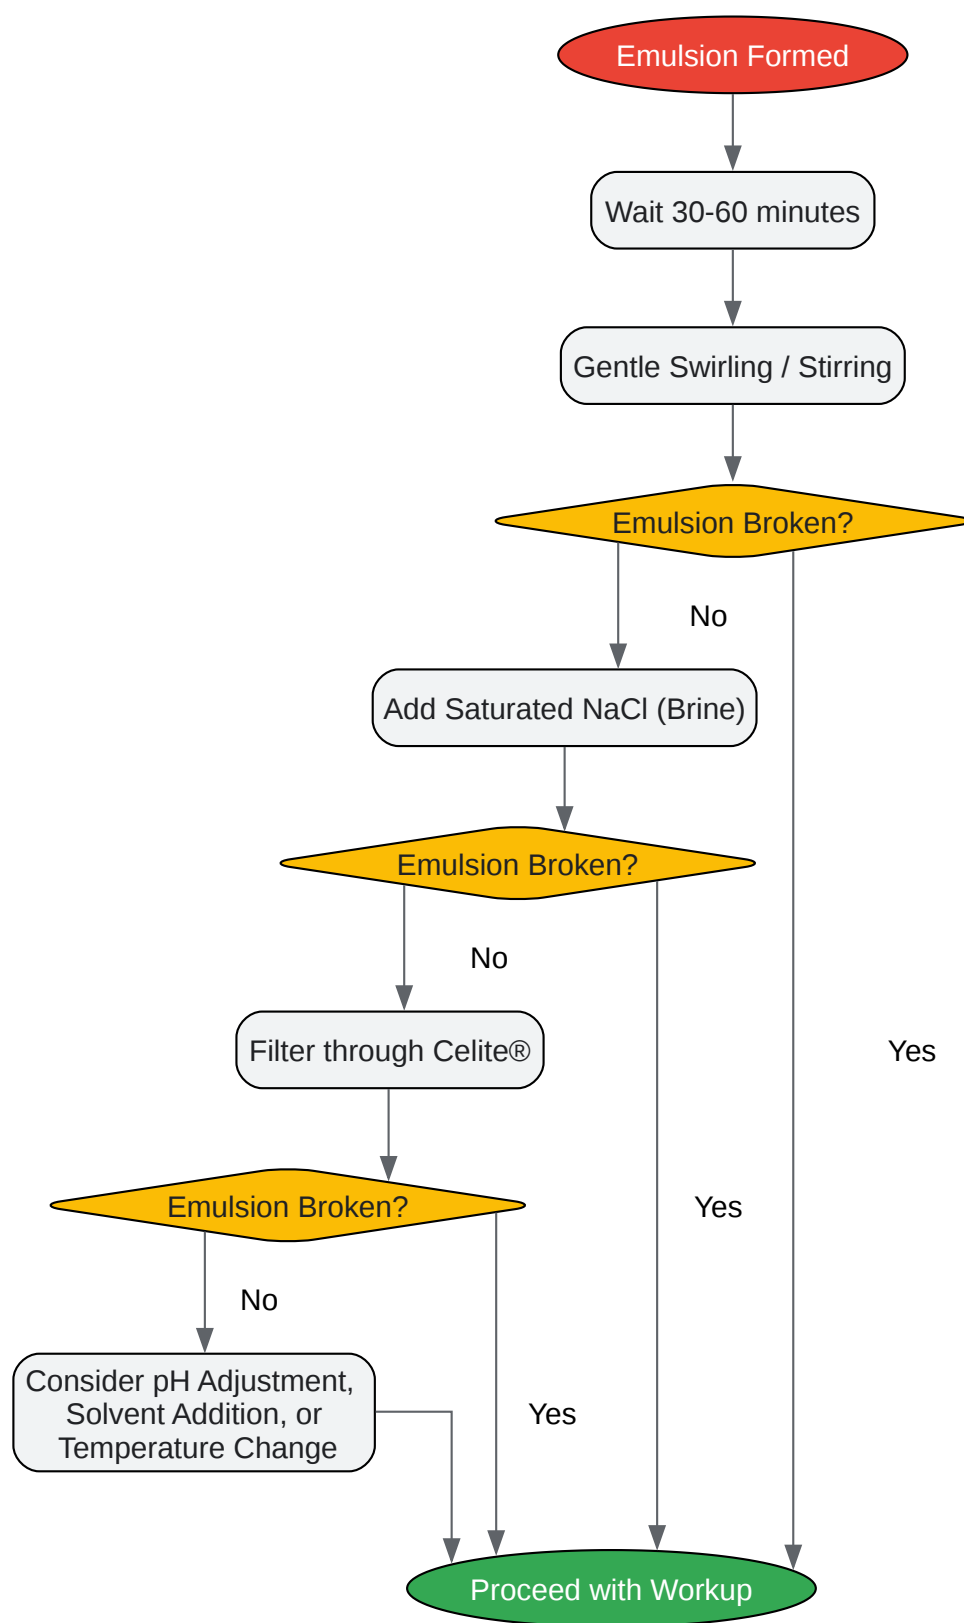 Emulsion Formed
Wait 30-60 minutes
Gentle Swirling / Stirring
Emulsion Broken?
No
Add Saturated NaCl (Brine)
Emulsion Broken?
No
Filter through Celite®
Yes
Emulsion Broken?
Yes
No
Consider pH Adjustment,
Solvent Addition, or
Temperature Change
Yes
Proceed with Workup